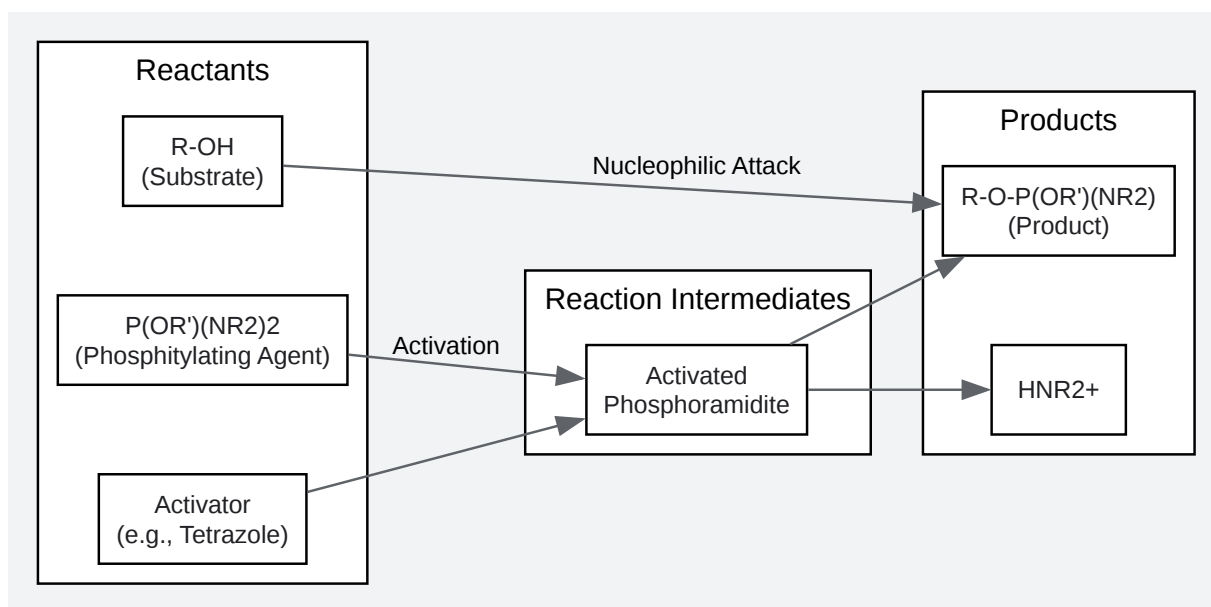 Reactants
R-OH
(Substrate)
P(OR')(NR2)2
(Phosphitylating Agent)
Activator
(e.g., Tetrazole)
Nucleophilic Attack
Activation
Reaction Intermediates
Activated
Phosphoramidite
Products
R-O-P(OR')(NR2)
(Product)
HNR2+